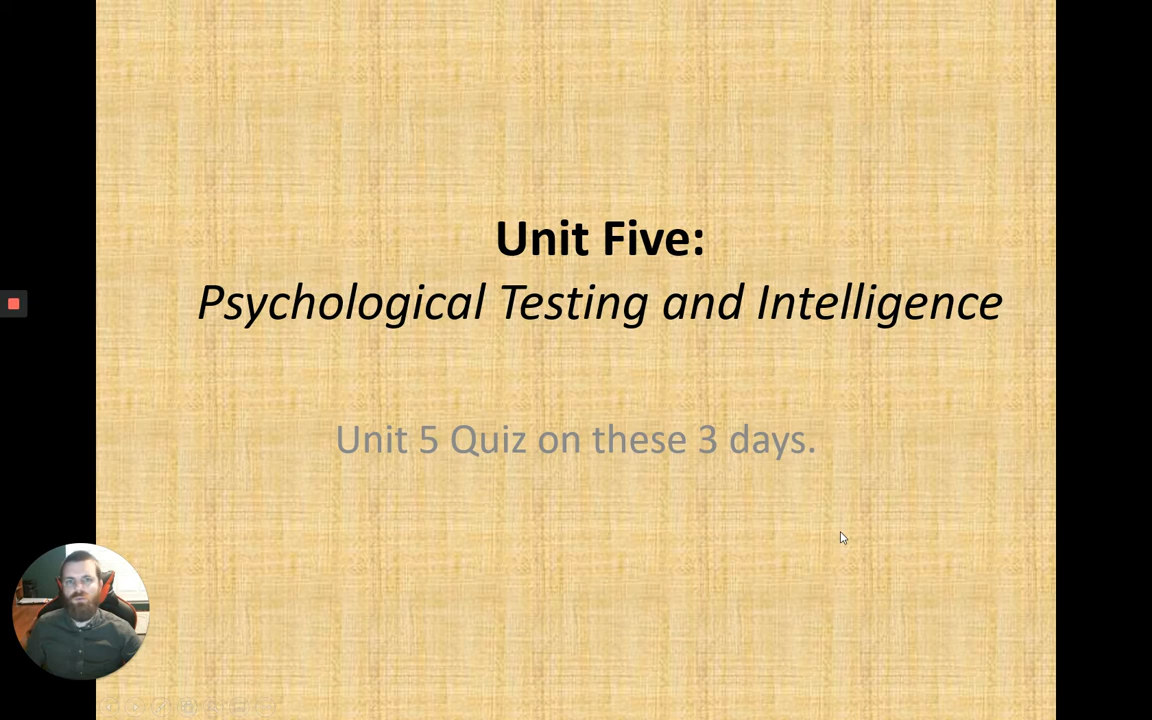 Unit Five:
Psychological Testing and Intelligence
Unit 5 Quiz on these 3 days.